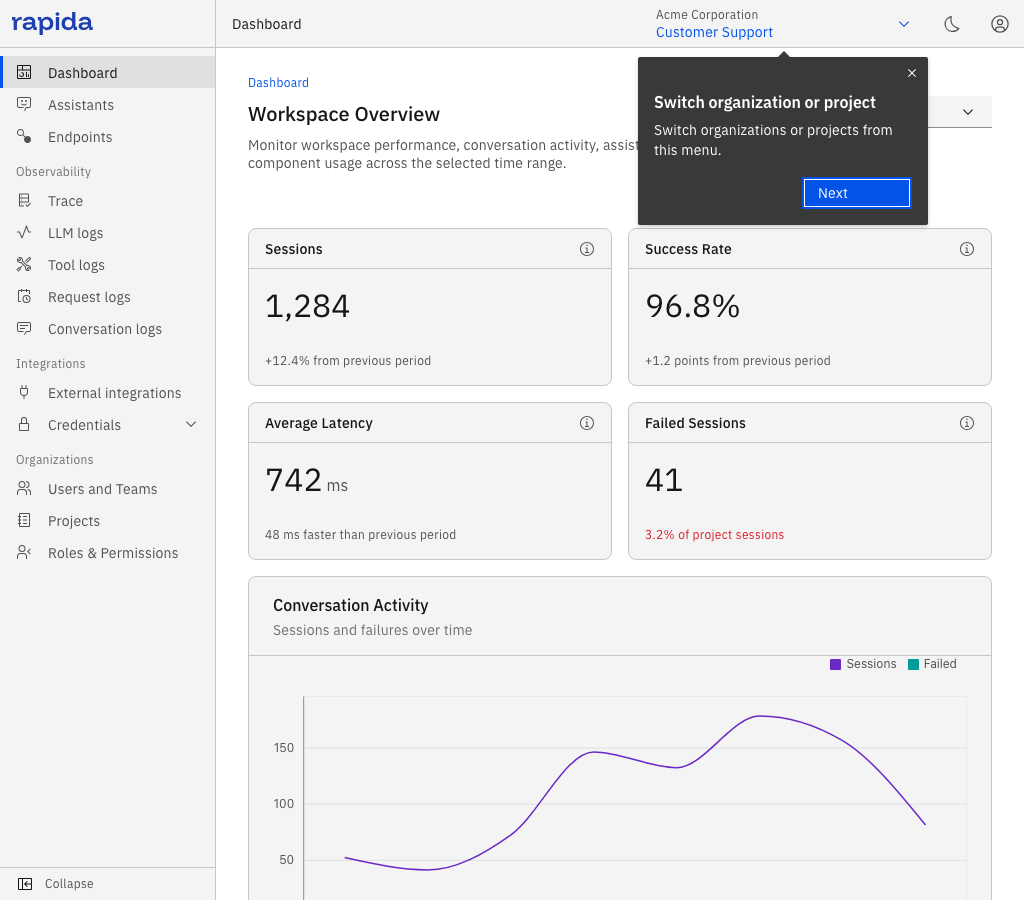 rapida
Dashboard
Acme Corporation
Customer Support
Dashboard
Assistants
Endpoints
Observability
Trace
LLM logs
Tool logs
Request logs
Conversation logs
Integrations
External integrations
Credentials
Organizations
Users and Teams
Projects
Roles & Permissions
Collapse
Dashboard
Workspace Overview
Monitor workspace performance, conversation activity,
component usage across the selected time range.
Switch organization or project
Switch organizations or projects from
this menu.
Next
Sessions
1,284
+12.4% from previous period
Success Rate
96.8%
+1.2 points from previous period
Average Latency
742 ms
48 ms faster than previous period
Failed Sessions
41
3.2% of project sessions
Conversation Activity
Sessions and failures over time
Sessions
Failed
150
100
50